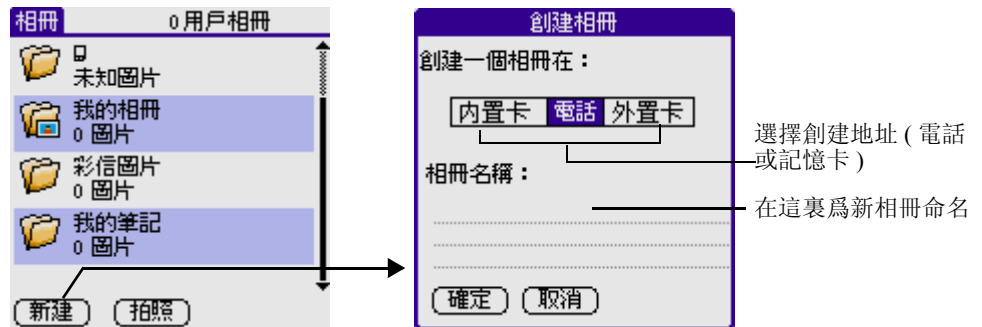 相冊 0 用戶相冊
未知圖片
我的相冊
0 圖片
彩信圖片
0 圖片
我的筆記
0 圖片
新建 拍照
創建相冊
創建一個相冊在：
内置卡 電話 外置卡
相冊名稱：
確定 取消
選擇創建地址 ( 電話
或記憶卡 )
在這裏爲新相冊命名